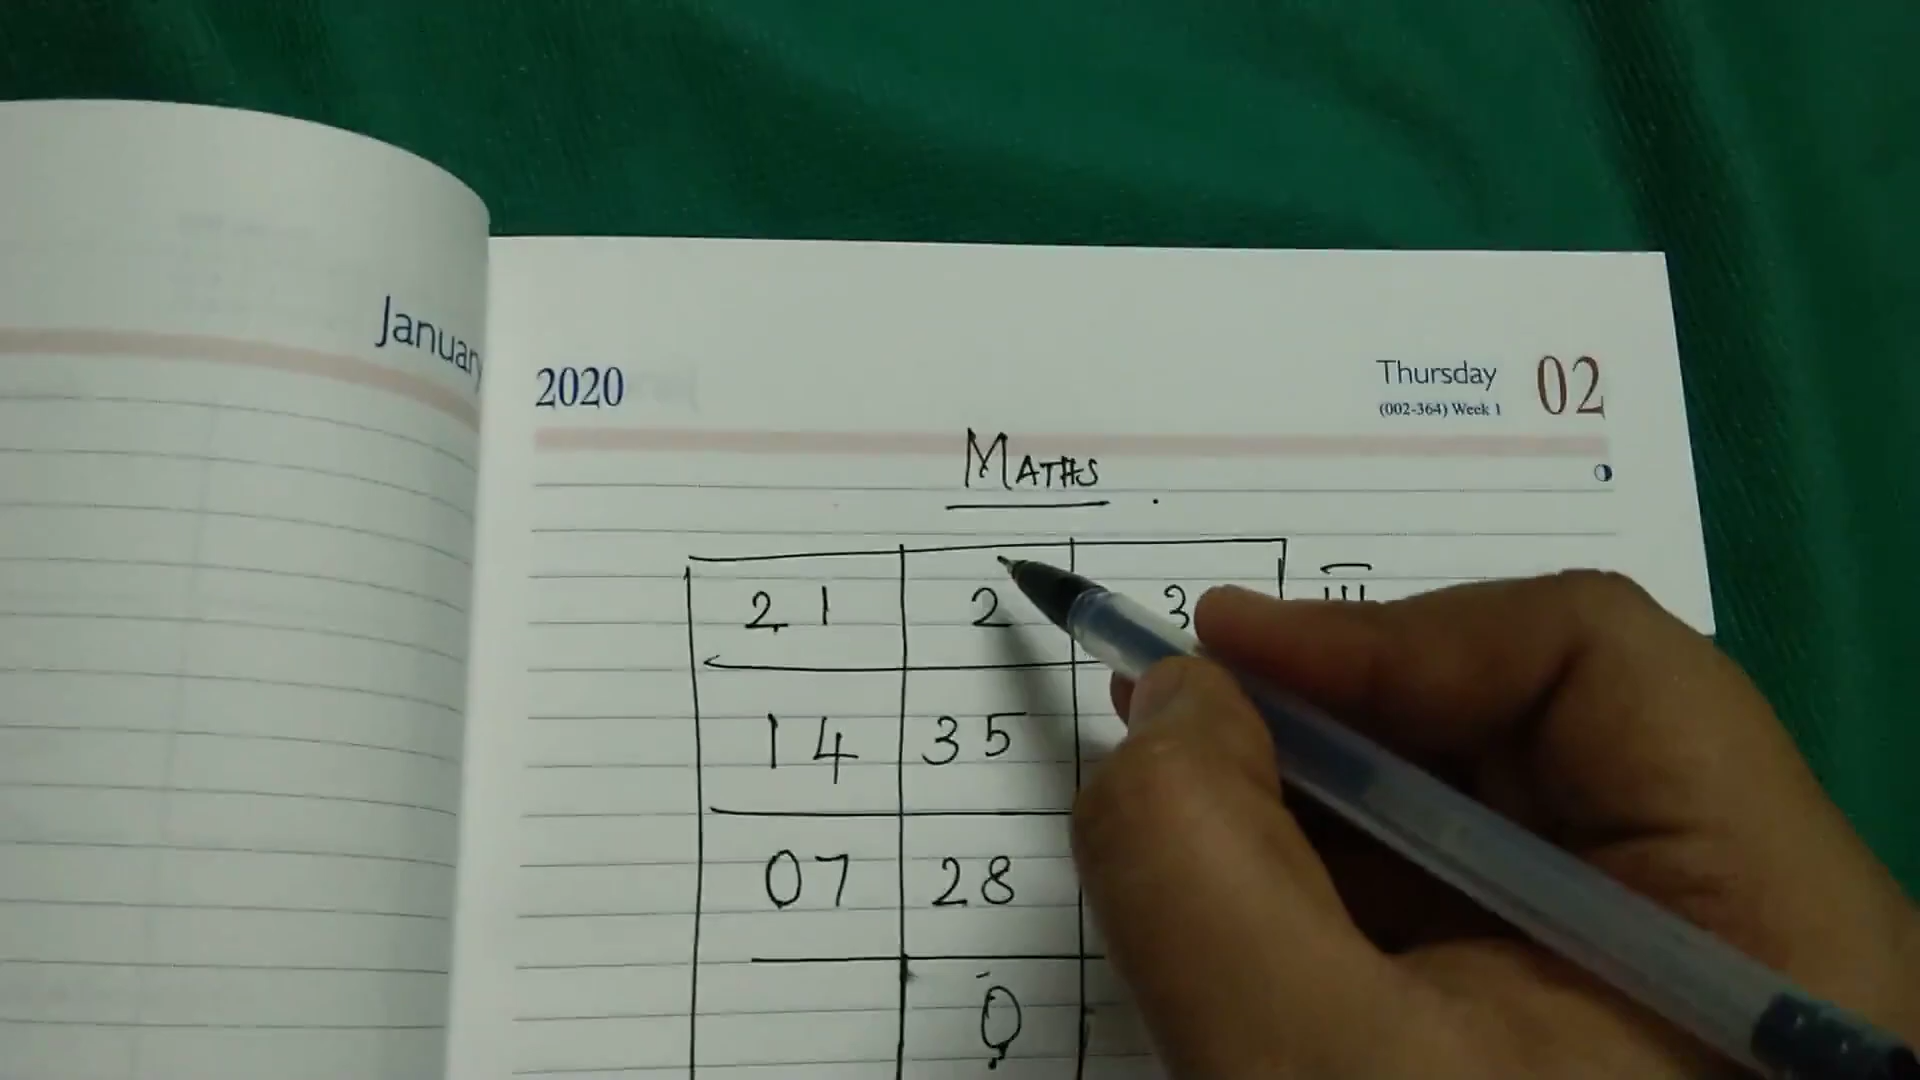 January
2020 Thursday 02
(002-364) Week 1
MATHS
21 2 3
14 35
07 28
0